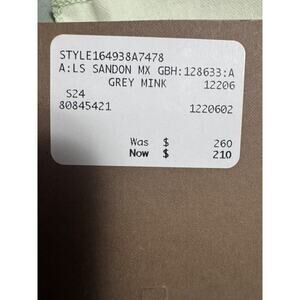 STYLE164938A7478
A:LS SANDON MX GBH:128633:A
GREY MINK 12206
S24
80845421 1220602
Was $ 260
Now $ 210